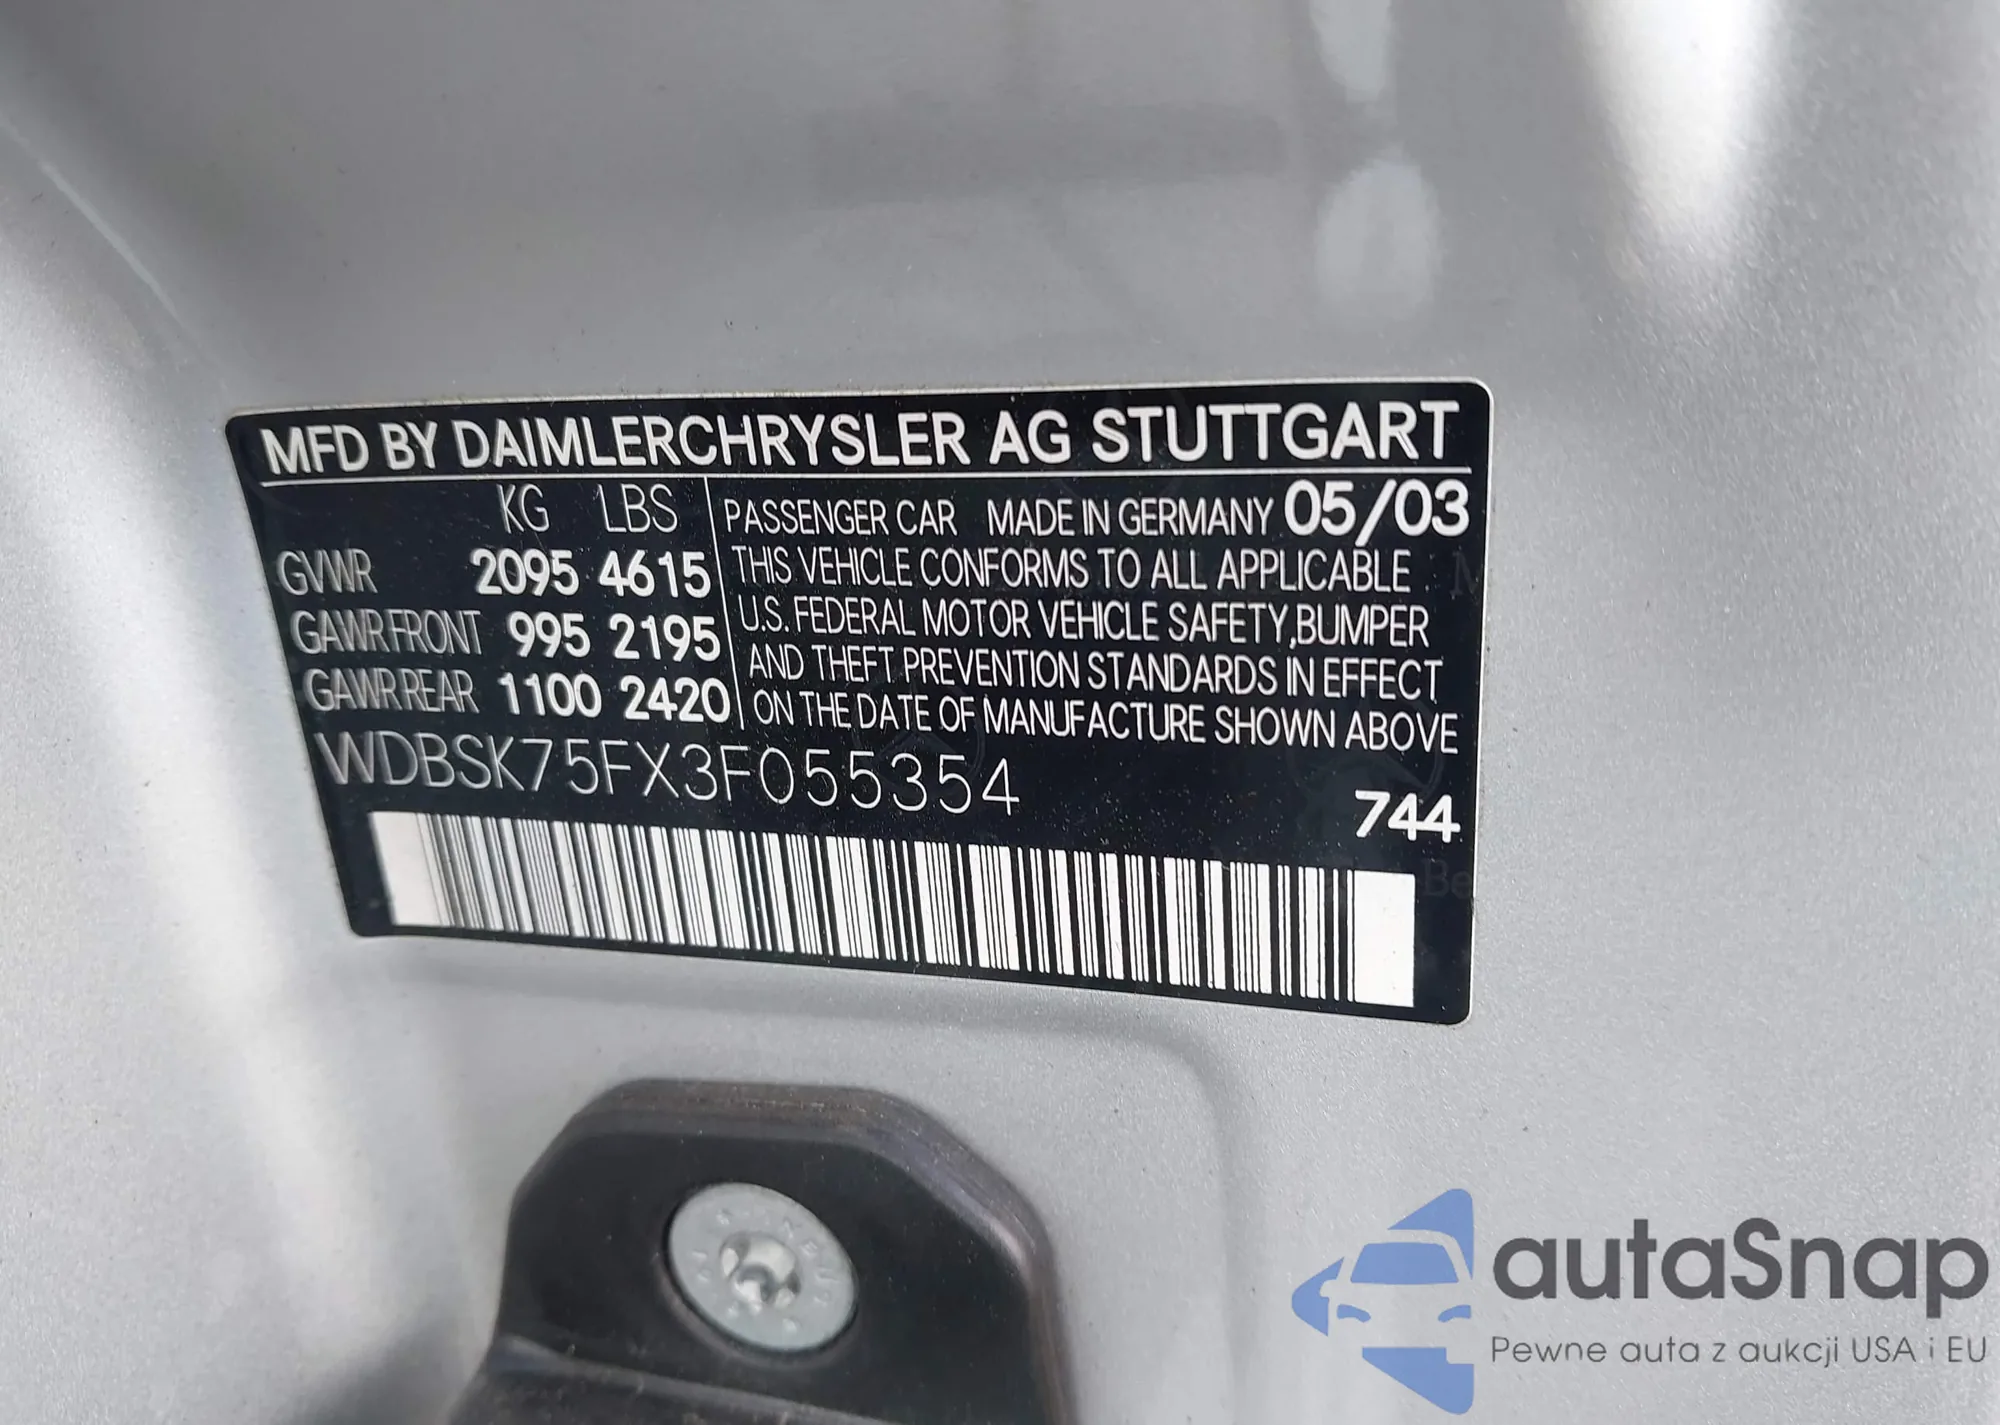 MFD BY DAIMLERCHRYSLER AG STUTTGART
KG LBS
GVWR 2095 4615
GAWR FRONT 995 2195
GAWR REAR 1100 2420
PASSENGER CAR MADE IN GERMANY 05/03
THIS VEHICLE CONFORMS TO ALL APPLICABLE
U.S. FEDERAL MOTOR VEHICLE SAFETY,BUMPER
AND THEFT PREVENTION STANDARDS IN EFFECT
ON THE DATE OF MANUFACTURE SHOWN ABOVE
WDBSK75FX3F055354
744
autaSnap
Pewne auta z aukcji USA i EU